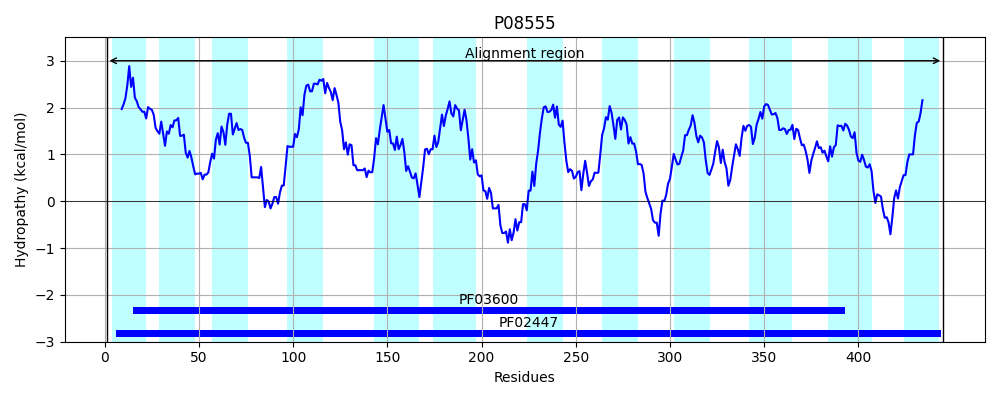 P08555
Alignment region
Hydropathy (kcal/mol)
3
2
1
0
−1
−2
−3
PF03600
PF02447
0 50 100 150 200 250 300 350 400
Residues